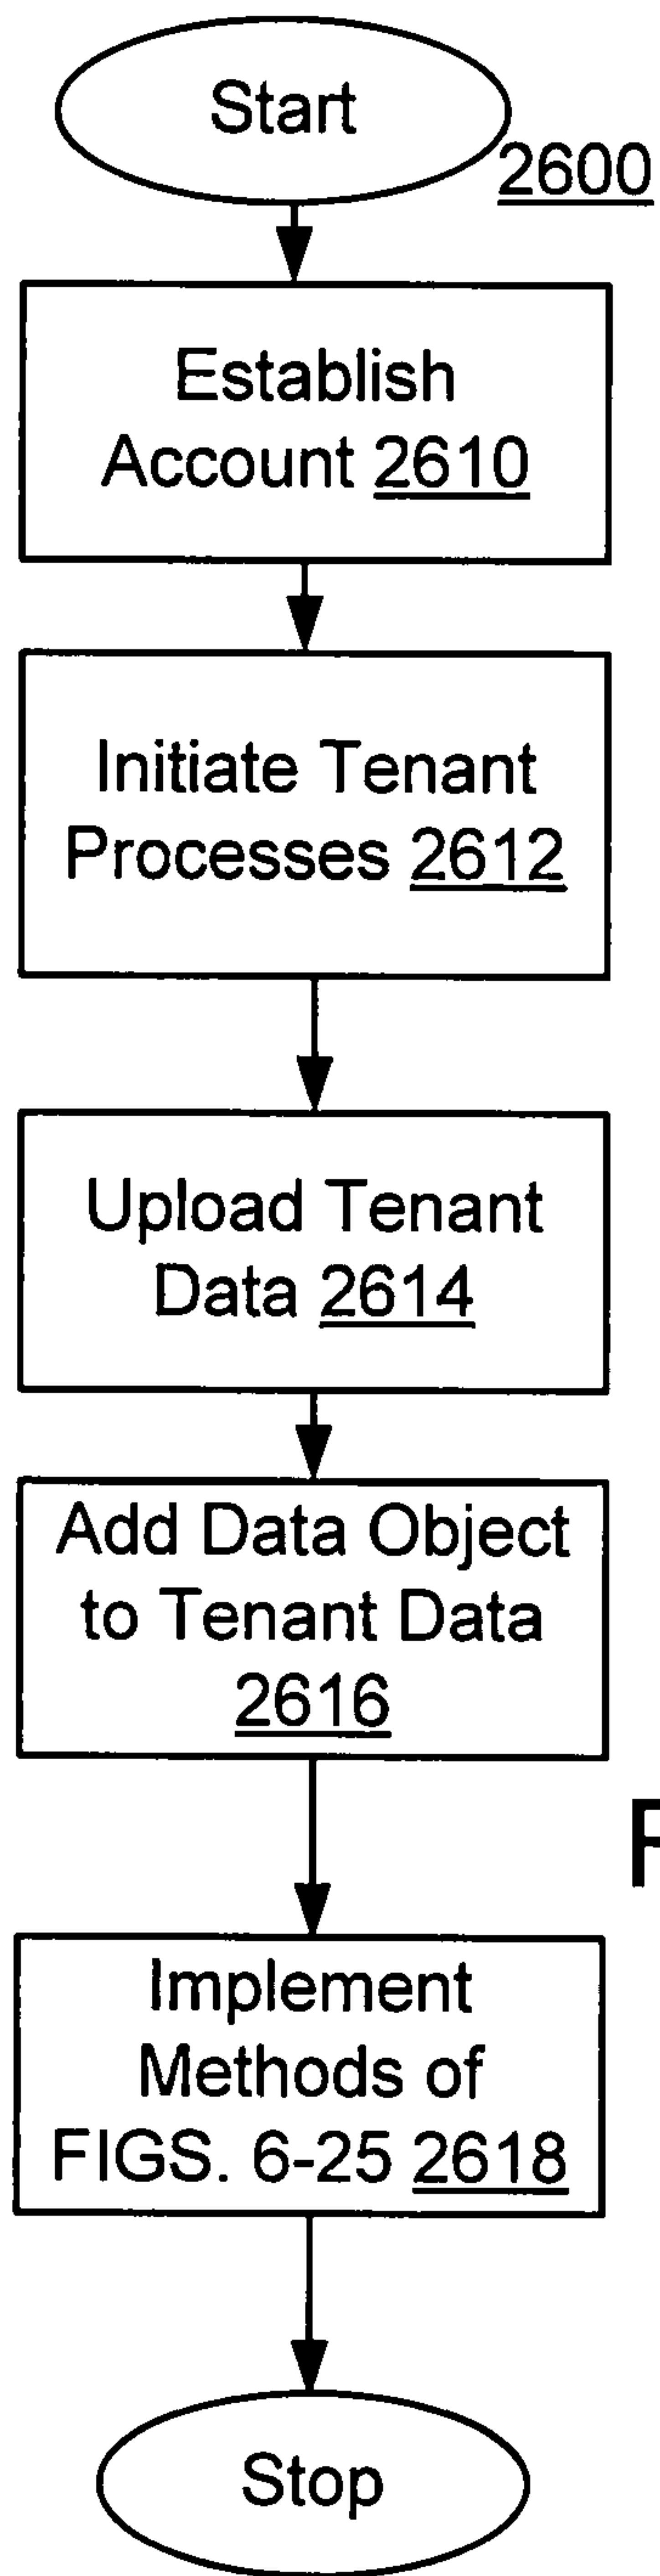 Start
2600
Establish
Account 2610
Initiate Tenant
Processes 2612
Upload Tenant
Data 2614
Add Data Object
to Tenant Data
2616
Implement
Methods of
FIGS. 6-25 2618
Stop